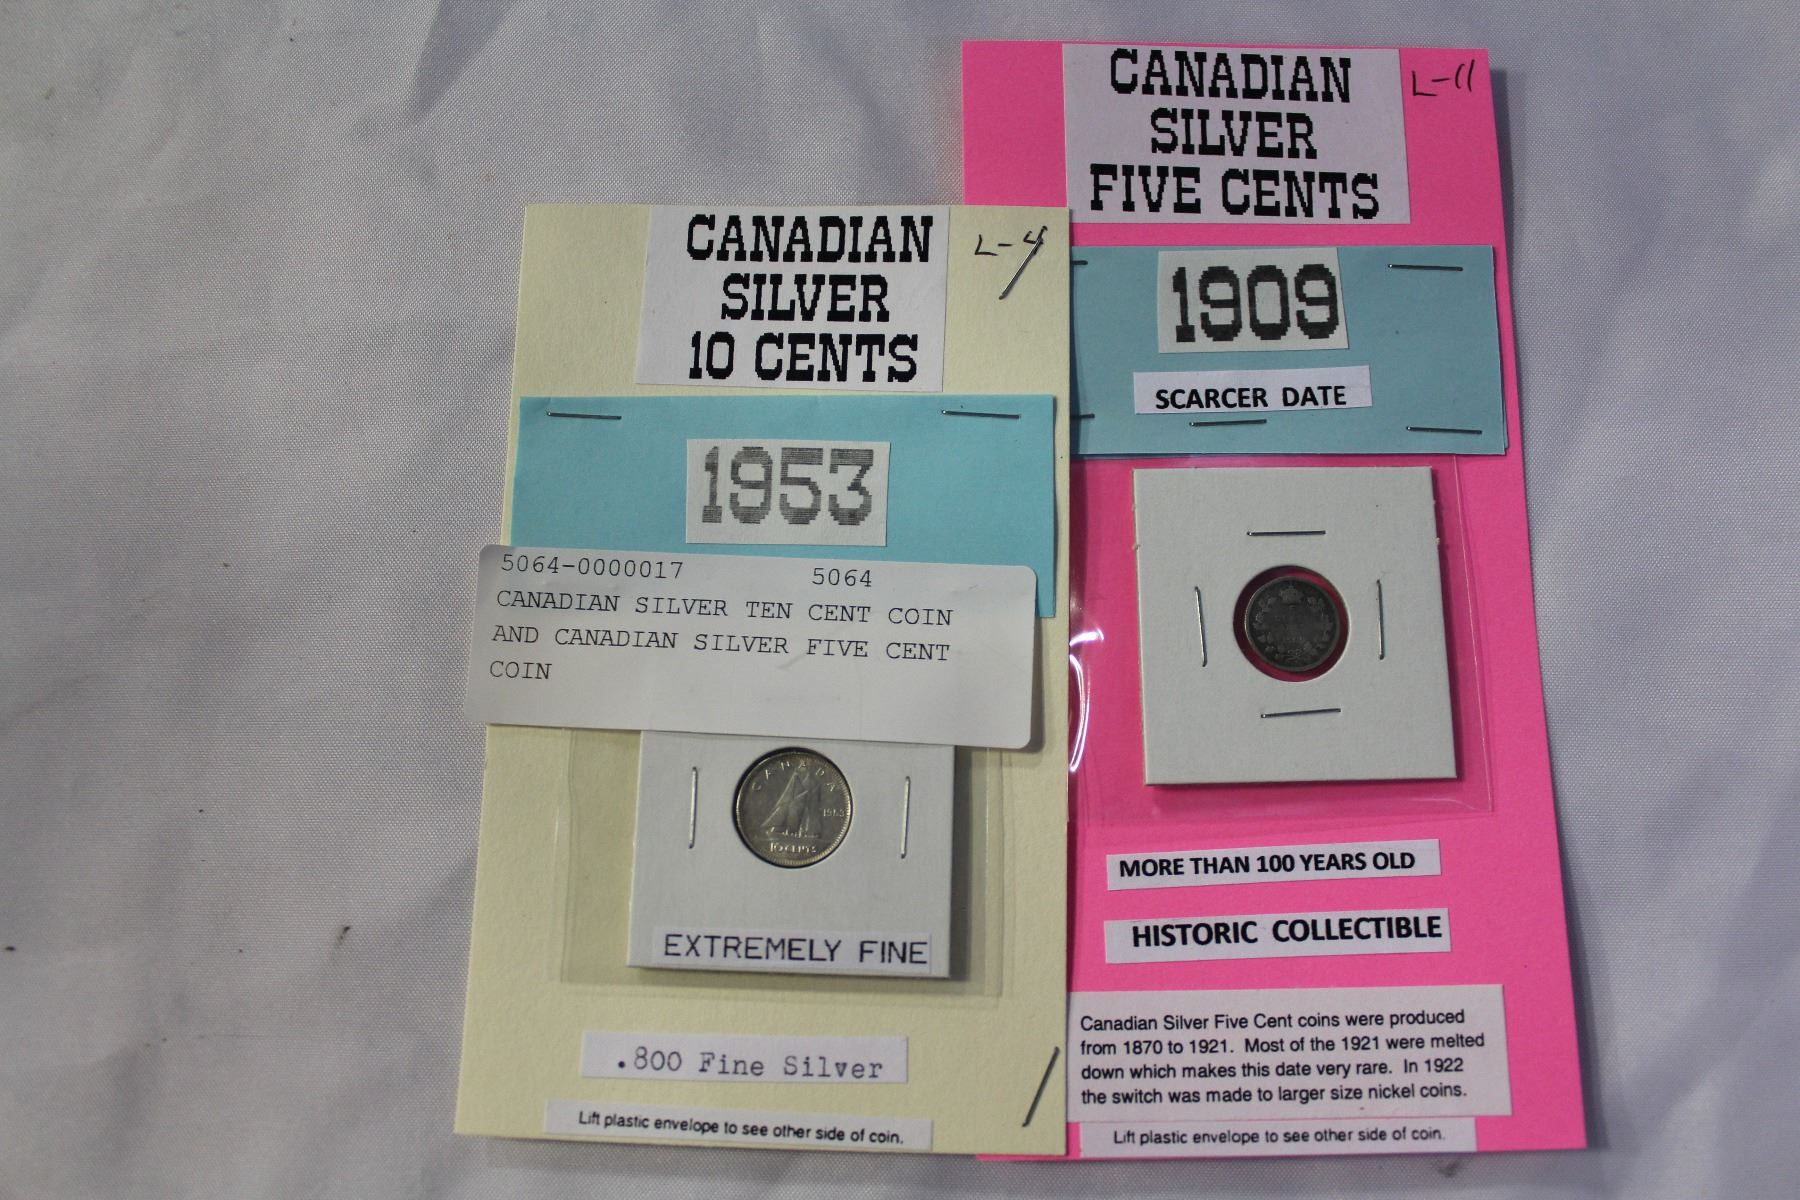 CANADIAN
SILVER
10 CENTS
L-4
1953
5064-0000017 5064
CANADIAN SILVER TEN CENT COIN
AND CANADIAN SILVER FIVE CENT
COIN
CANADA
1953
10 CENTS
EXTREMELY FINE
.800 Fine Silver
Lift plastic envelope to see other side of coin.
CANADIAN
SILVER
FIVE CENTS
L-11
1909
SCARCER DATE
MORE THAN 100 YEARS OLD
HISTORIC COLLECTIBLE
Canadian Silver Five Cent coins were produced
from 1870 to 1921. Most of the 1921 were melted
down which makes this date very rare. In 1922
the switch was made to larger size nickel coins.
Lift plastic envelope to see other side of coin.